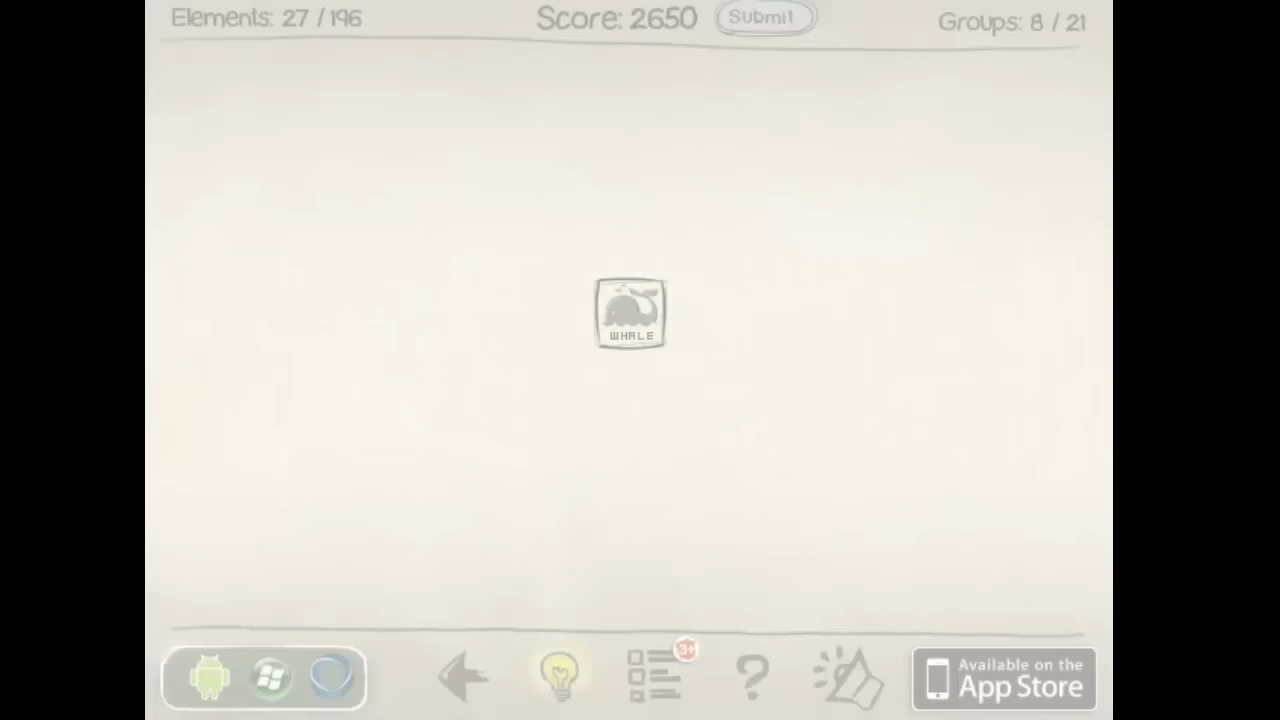 Elements: 27 / 196
Score: 2650
Submit
Groups: 8 / 21
WHALE
3+
?
Available on the
App Store